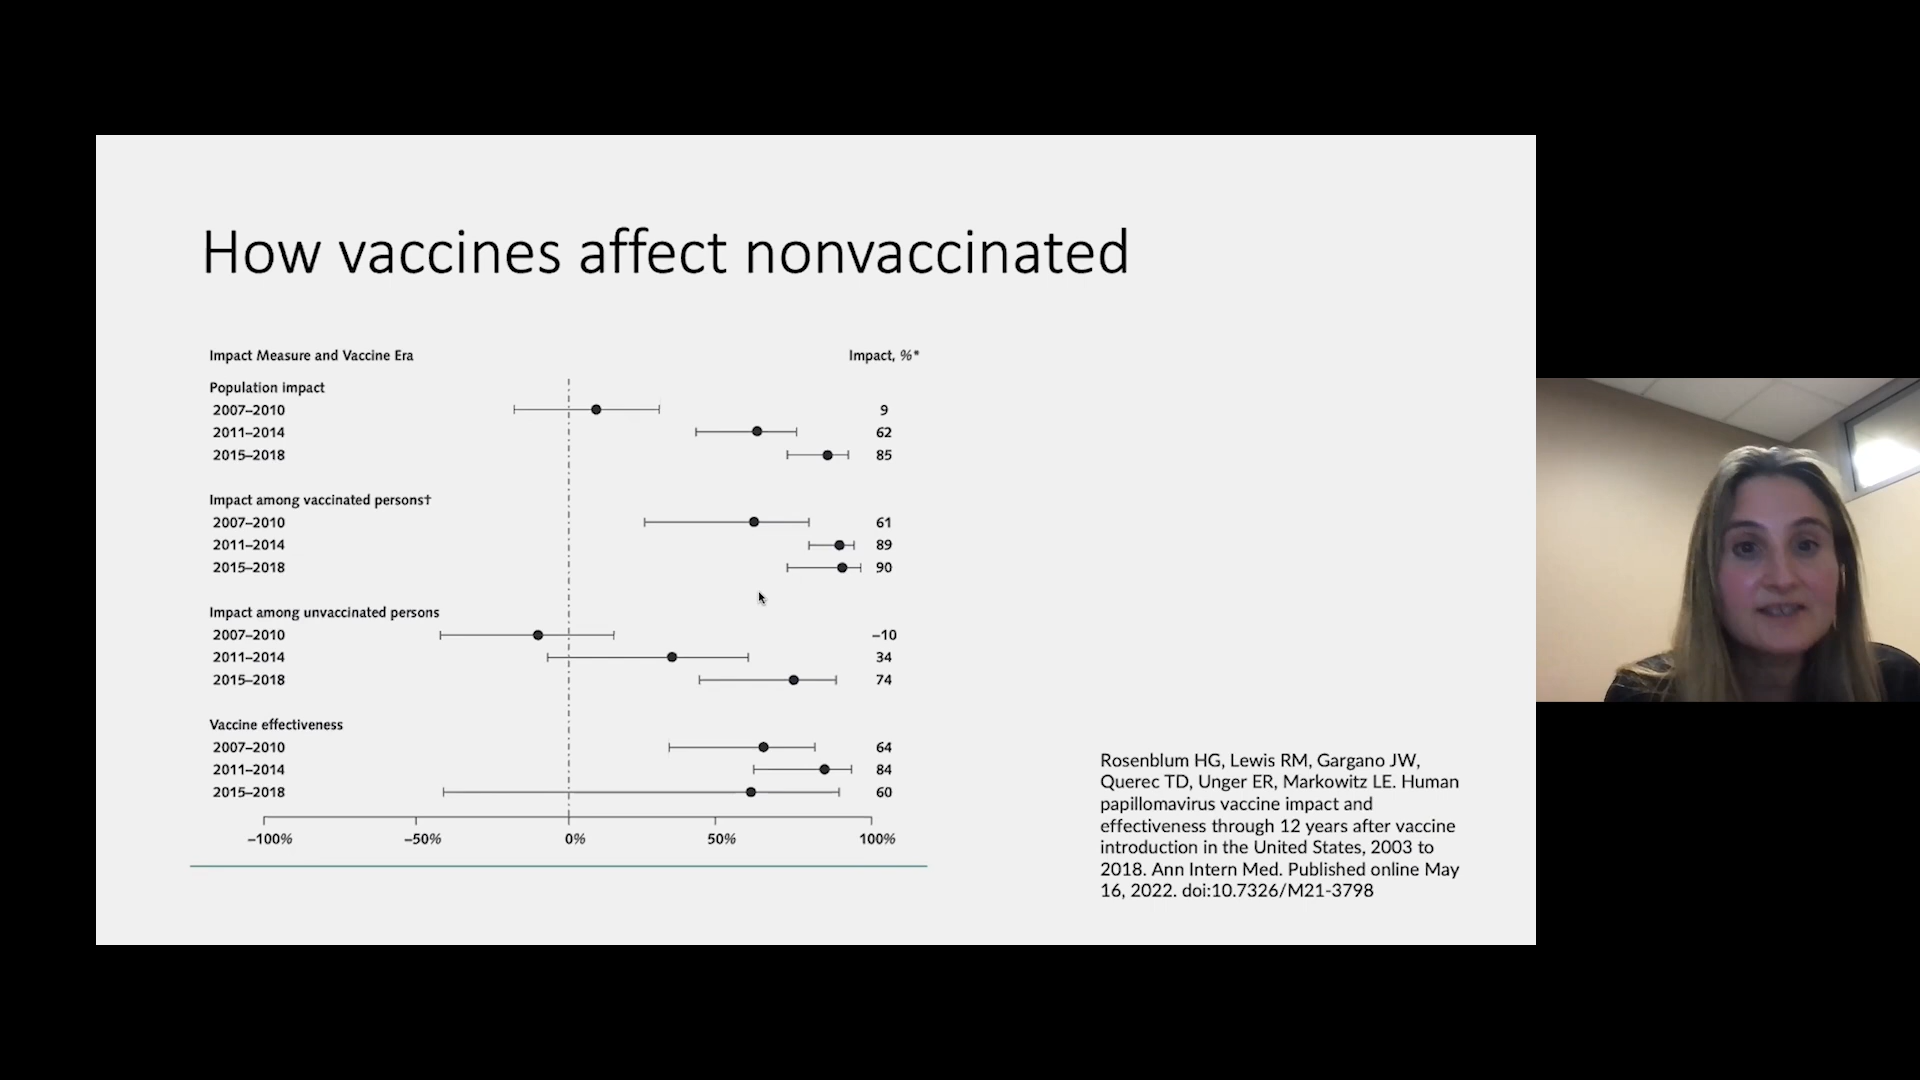 How vaccines affect nonvaccinated
Impact Measure and Vaccine Era Impact, %*
Population impact
2007–2010 9
2011–2014 62
2015–2018 85
Impact among vaccinated persons†
2007–2010 61
2011–2014 89
2015–2018 90
Impact among unvaccinated persons
2007–2010 –10
2011–2014 34
2015–2018 74
Vaccine effectiveness
2007–2010 64
2011–2014 84
2015–2018 60
–100% –50% 0% 50% 100%
Rosenblum HG, Lewis RM, Gargano JW,
Querec TD, Unger ER, Markowitz LE. Human
papillomavirus vaccine impact and
effectiveness through 12 years after vaccine
introduction in the United States, 2003 to
2018. Ann Intern Med. Published online May
16, 2022. doi:10.7326/M21-3798